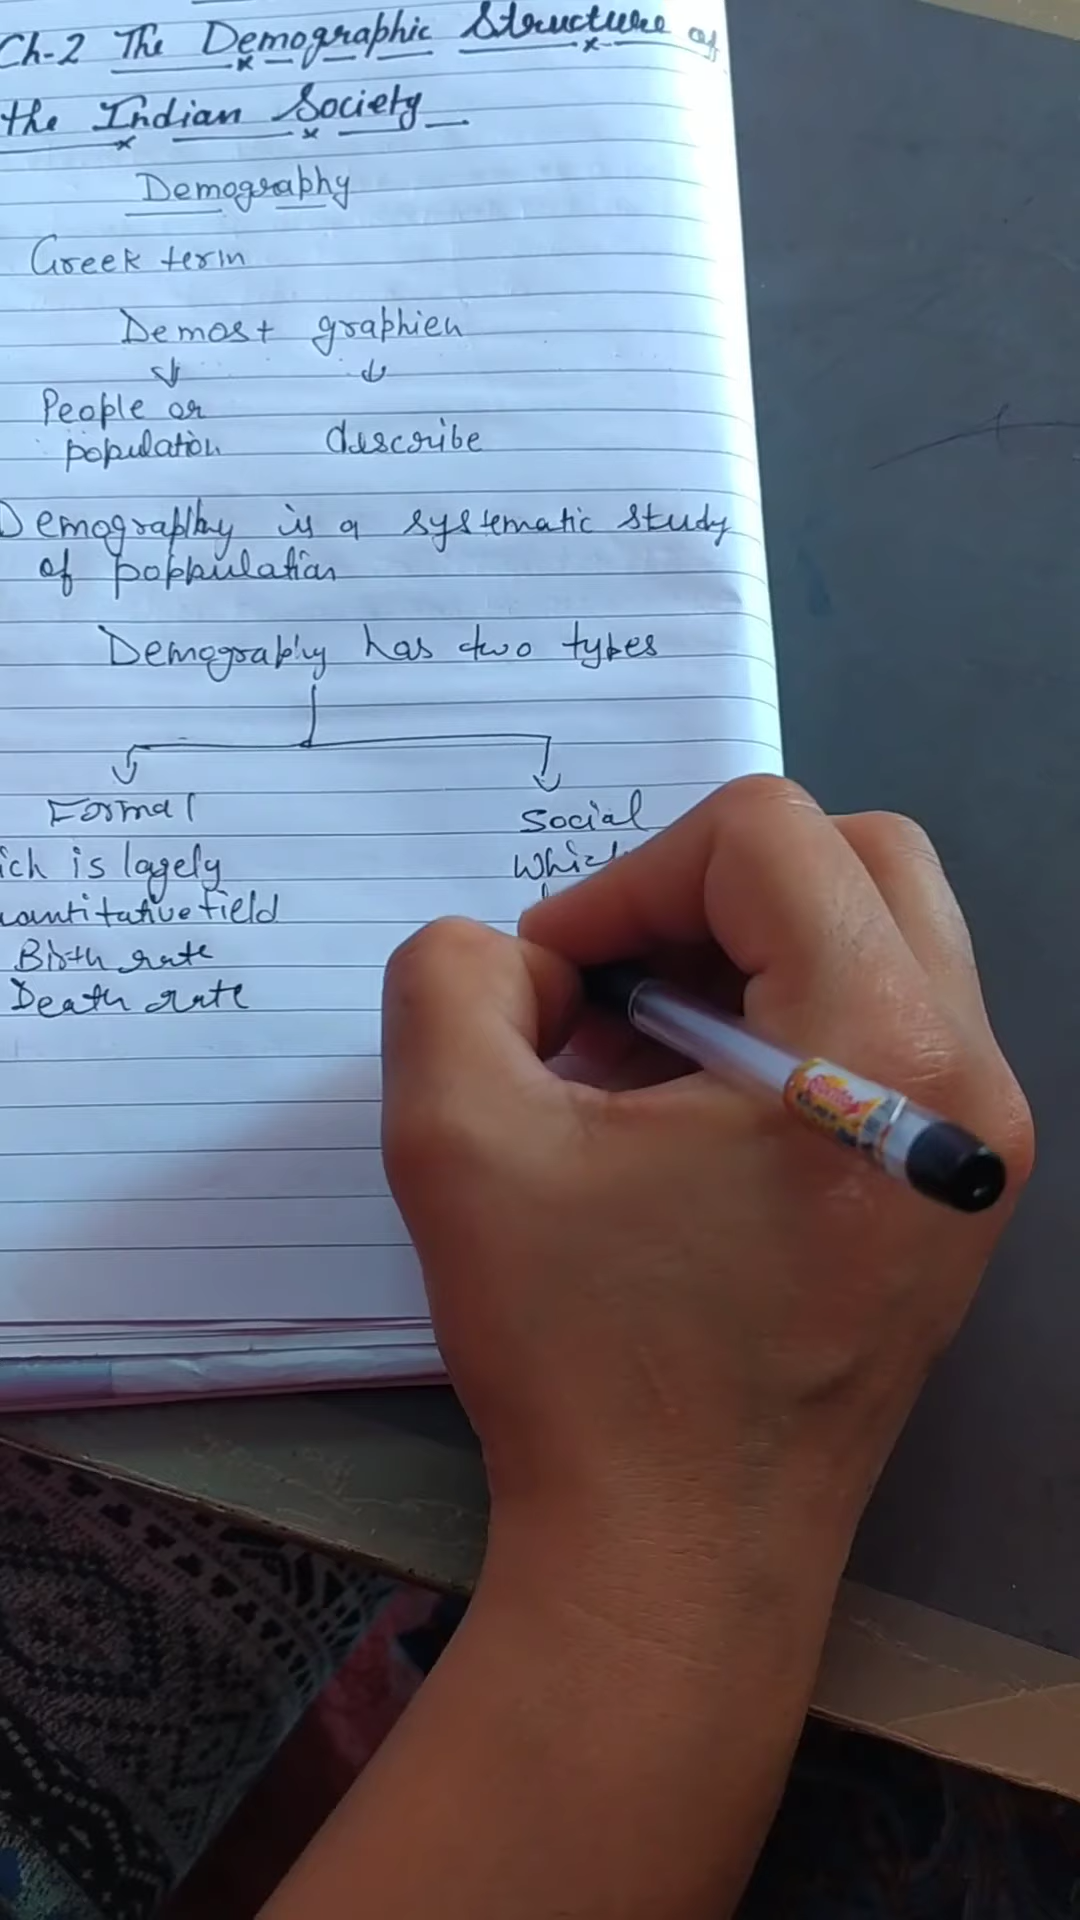 Ch-2 The Demographic Structure of
the Indian Society
Demography
Greek term
Demos + graphien
People or
population describe
Demography is a systematic study
of poppulation
Demography has two types
Formal Social
ich is lagely Which
uantitative field
Birth rate
Death rate